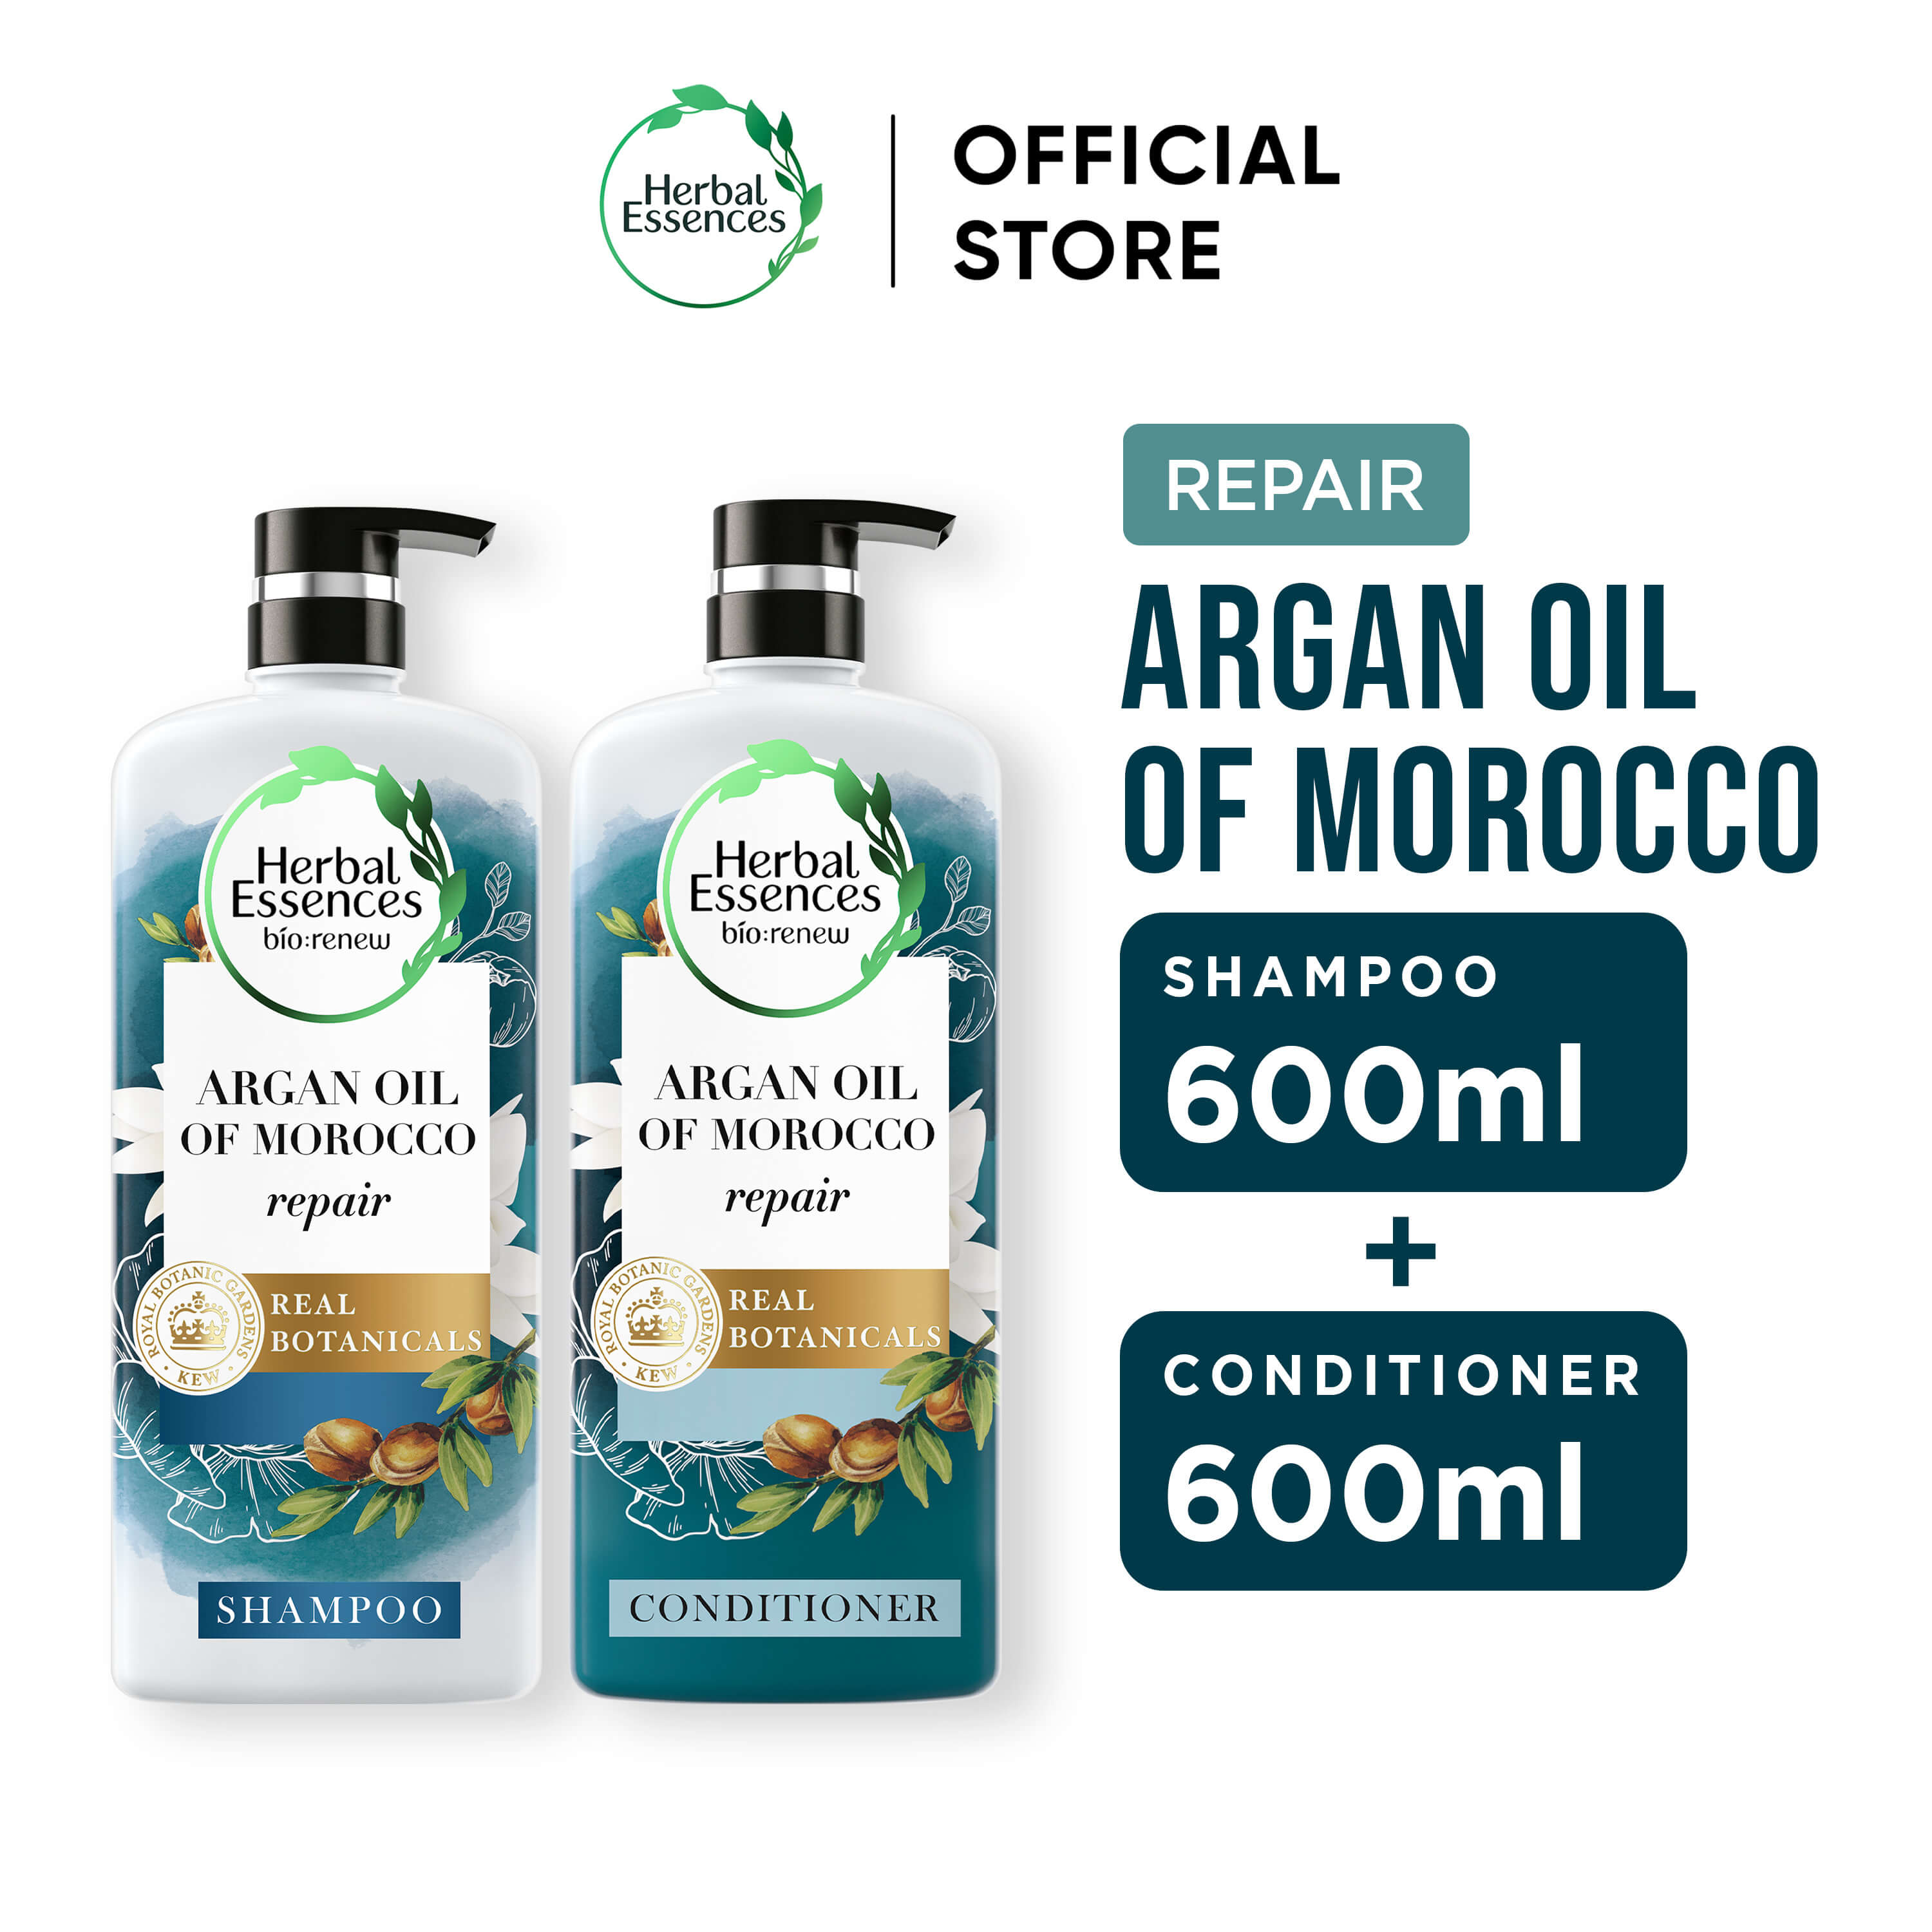 Herbal
Essences
OFFICIAL
STORE
REPAIR
ARGAN OIL
OF MOROCCO
SHAMPOO
600ml
+
CONDITIONER
600ml
Herbal
Essences
bío:renew
ARGAN OIL
OF MOROCCO
repair
ROYAL BOTANIC GARDENS
• KEW •
REAL
BOTANICALS
SHAMPOO
Herbal
Essences
bío:renew
ARGAN OIL
OF MOROCCO
repair
ROYAL BOTANIC GARDENS
• KEW •
REAL
BOTANICALS
CONDITIONER